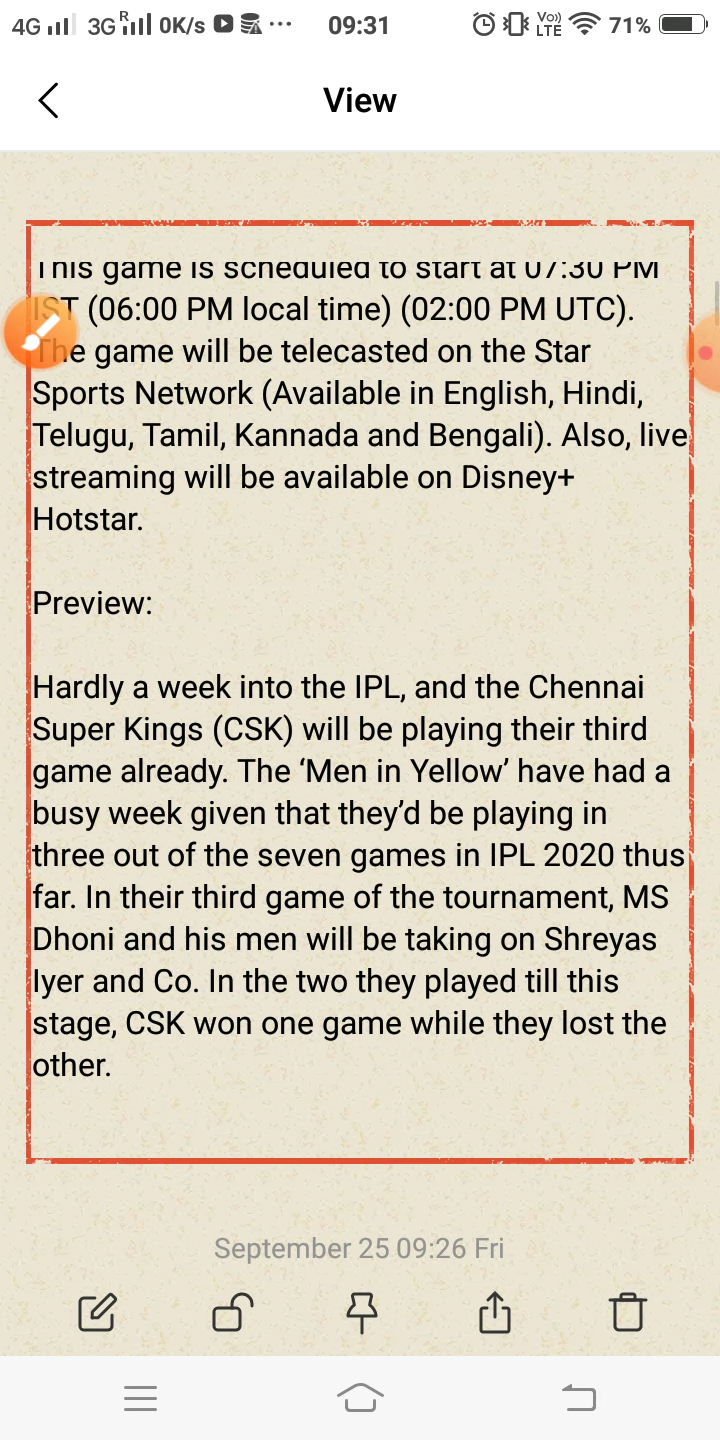 4G 3G R 0K/s ... 09:31 Vo)) LTE 71%
View
This game is scheduled to start at 07:30 PM
IST (06:00 PM local time) (02:00 PM UTC).
The game will be telecasted on the Star
Sports Network (Available in English, Hindi,
Telugu, Tamil, Kannada and Bengali). Also, live
streaming will be available on Disney+
Hotstar.
Preview:
Hardly a week into the IPL, and the Chennai
Super Kings (CSK) will be playing their third
game already. The ‘Men in Yellow’ have had a
busy week given that they’d be playing in
three out of the seven games in IPL 2020 thus
far. In their third game of the tournament, MS
Dhoni and his men will be taking on Shreyas
Iyer and Co. In the two they played till this
stage, CSK won one game while they lost the
other.
September 25 09:26 Fri